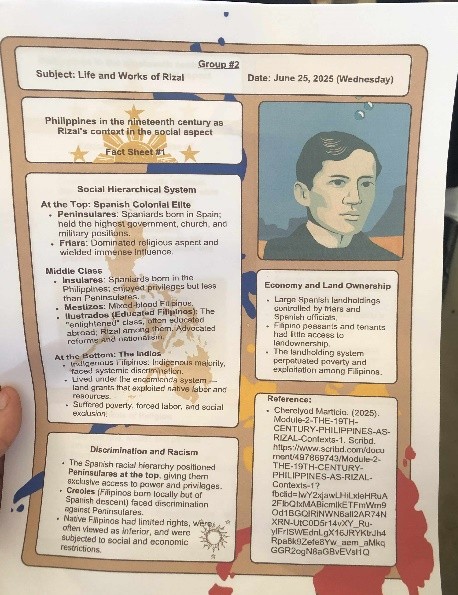 Group #2
Subject: Life and Works of Rizal
Date: June 25, 2025 (Wednesday)
Philippines in the nineteenth century as
Rizal's context in the social aspect
Fact Sheet #1
Social Hierarchical System
At the Top: Spanish Colonial Elite
• Peninsulares: Spaniards born in Spain;
held the highest government, church, and
military positions.
• Friars: Dominated religious aspect and
wielded immense influence.
Middle Class
• Insulares: Spaniards born in the
Philippines; enjoyed privileges but less
than Peninsulares.
• Mestizos: Mixed-blood Filipinos.
• Ilustrados (Educated Filipinos): The
"enlightened" class, often educated
abroad; Rizal was among them. Advocated
reforms and nationalism.
At the Bottom: The Indios
• Indigenous Filipinos: Indigenous majority,
faced systemic discrimination.
• Lived under the encomienda system —
land grants that exploited native labor and
resources.
• Suffered poverty, forced labor, and social
exclusion.
Discrimination and Racism
• The Spanish racial hierarchy positioned
Peninsulares at the top, giving them
exclusive access to power and privileges.
• Creoles (Filipinos born locally but of
Spanish descent) faced discrimination
against Peninsulares.
• Native Filipinos had limited rights, were
often viewed as inferior, and were
subjected to social and economic
restrictions.
Economy and Land Ownership
• Large Spanish landholdings
controlled by friars and
Spanish officials.
• Filipino peasants and tenants
had little access to
landownership.
• The landholding system
perpetuated poverty and
exploitation among Filipinos.
Reference:
• Cherelyod Marticio. (2025).
Module-2-THE-19TH-
CENTURY-PHILIPPINES-AS-
RIZAL-Contexts-1. Scribd.
https://www.scribd.com/docu
ment/497869743/Module-2-
THE-19TH-CENTURY-
PHILIPPINES-AS-RIZAL-
Contexts-1?